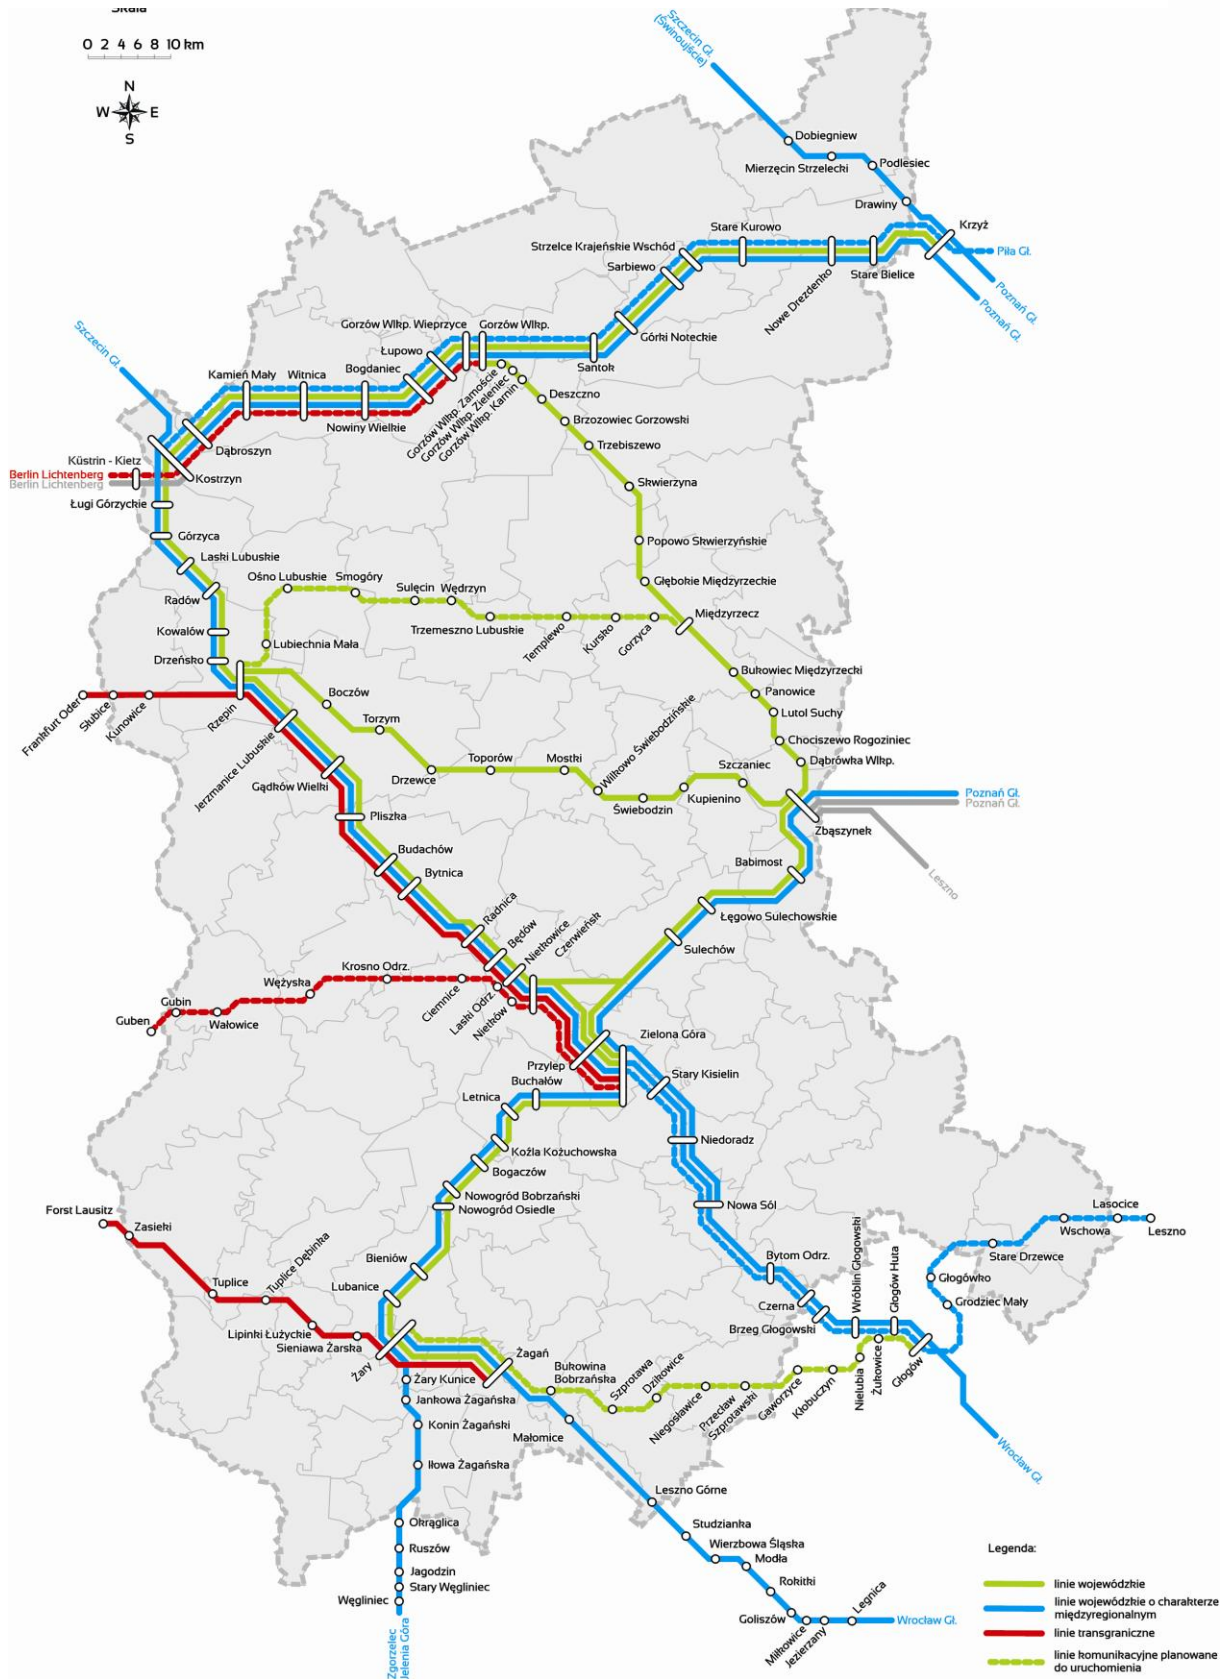 Skala
0 2 4 6 8 10 km
N
W E
S
Szczecin Gł.
(Świnoujście)
Dobiegniew
Mierzęcin Strzelecki
Podlesiec
Drawiny
Krzyż
Piła Gł.
Poznań Gł.
Poznań Gł.
Stare Kurowo
Strzelce Krajeńskie Wschód
Sarbiewo
Nowe Drezdenko
Stare Bielice
Górki Noteckie
Santok
Gorzów Wlkp. Wieprzyce
Gorzów Wlkp.
Łupowo
Bogdaniec
Szczecin Gł.
Kamień Mały
Witnica
Nowiny Wielkie
Gorzów Wlkp. Zamoście
Gorzów Wlkp. Zieleniec
Gorzów Wlkp. Karnin
Deszczno
Brzozowiec Gorzowski
Trzebiszewo
Skwierzyna
Dąbroszyn
Küstrin - Kietz
Kostrzyn
Berlin Lichtenberg
Berlin Lichtenberg
Ługi Górzyckie
Górzyca
Laski Lubuskie
Radów
Kowalów
Drzeńsko
Popowo Skwierzyńskie
Głębokie Międzyrzeckie
Międzyrzecz
Ośno Lubuskie
Smogóry
Sulęcin
Wędrzyn
Trzemeszno Lubuskie
Templewo
Kursko
Gorzyca
Lubiechnia Mała
Bukowiec Międzyrzecki
Panowice
Lutol Suchy
Chociszewo Rogoziniec
Dąbrówka Wlkp.
Frankfurt Oder
Słubice
Kunowice
Rzepin
Boczów
Torzym
Drzewce
Toporów
Mostki
Wilkowo Świebodzińskie
Świebodzin
Kupienino
Szczaniec
Zbąszynek
Poznań Gł.
Poznań Gł.
Leszno
Jerzmanice Lubuskie
Gądków Wielki
Pliszka
Budachów
Bytnica
Radnica
Będów
Nietkowice
Czerwieńsk
Babimost
Łęgowo Sulechowskie
Sulechów
Guben
Gubin
Wałowice
Wężyska
Krosno Odrz.
Ciemnice
Laski Odrz.
Nietków
Przylep
Zielona Góra
Stary Kisielin
Buchałów
Letnica
Koźla Kożuchowska
Bogaczów
Nowogród Bobrzański
Nowogród Osiedle
Niedoradz
Nowa Sól
Bytom Odrz.
Czerna
Brzeg Głogowski
Wróblin Głogowski
Głogów Huta
Głogówko
Grodziec Mały
Stare Drzewce
Wschowa
Lasocice
Leszno
Forst Lausitz
Zasieki
Tuplice
Tuplice Dębinka
Lipinki Łużyckie
Sieniawa Żarska
Bieniów
Lubanice
Żary
Żagań
Żary Kunice
Jankowa Żagańska
Konin Żagański
Iłowa Żagańska
Okrąglica
Ruszów
Jagodzin
Stary Węgliniec
Węgliniec
Zgorzelec
Jelenia Góra
Bukowina
Bobrzańska
Szprotawa
Dzikowice
Niegosławice
Przecław
Szprotawski
Gaworzyce
Kłobuczyn
Nielubia
Żukowice
Głogów
Wrocław Gł.
Małomice
Leszno Górne
Studzianka
Wierzbowa Śląska
Modła
Rokitki
Goliszów
Miłkowice
Jezierzany
Legnica
Wrocław Gł.
Legenda:
linie wojewódzkie
linie wojewódzkie o charakterze
międzyregionalnym
linie transgraniczne
linie komunikacyjne planowane
do uruchomienia